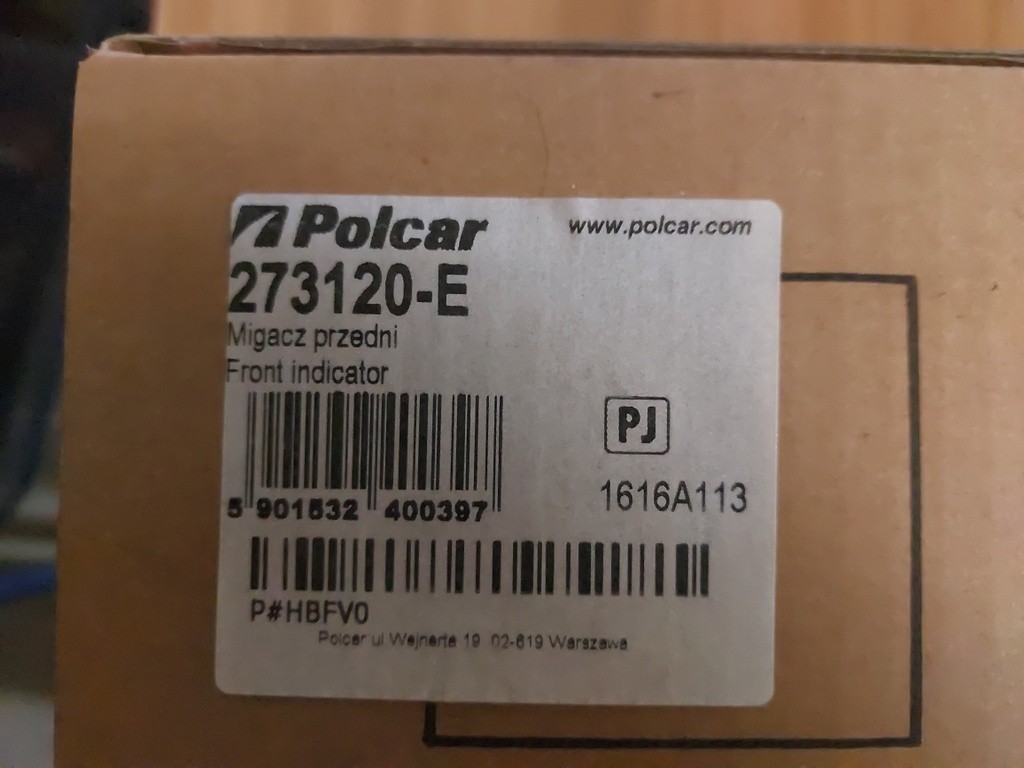 Polcar www.polcar.com
273120-E
Migacz przedni
Front indicator
PJ
1616A113
5 901532 400397
P#HBFV0
Polcar ul Wejnerta 19 02-619 Warszawa